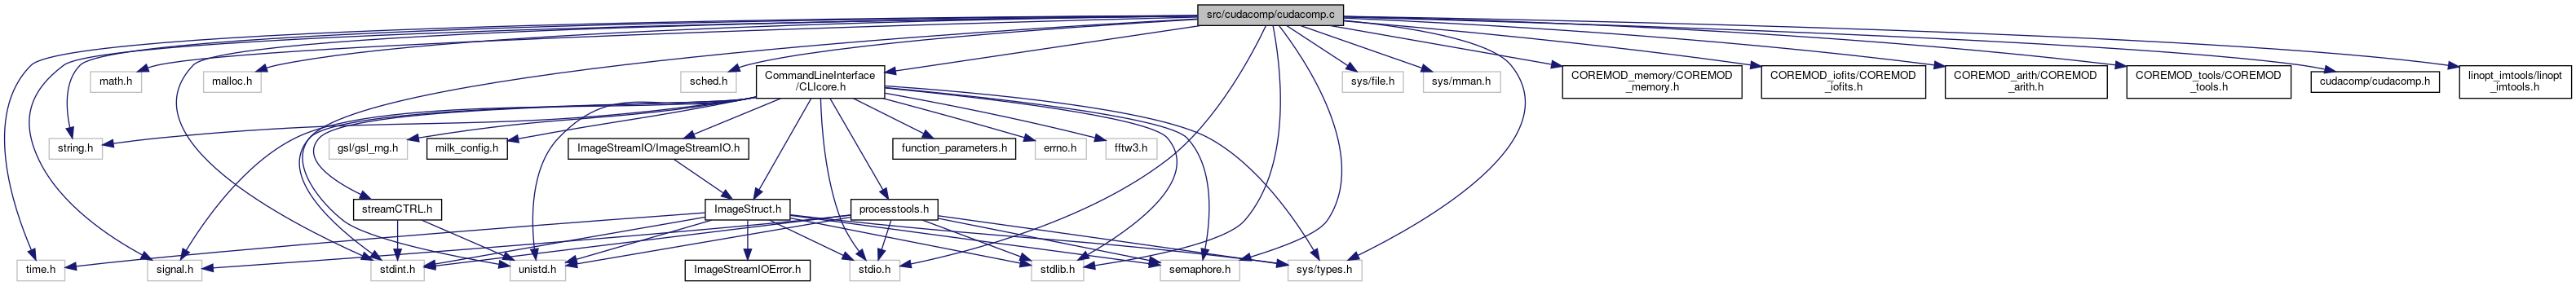 src/cudacomp/cudacomp.c
math.h
malloc.h
sched.h
CommandLineInterface
/CLIcore.h
sys/file.h
sys/mman.h
COREMOD_memory/COREMOD
_memory.h
COREMOD_iofits/COREMOD
_iofits.h
COREMOD_arith/COREMOD
_arith.h
COREMOD_tools/COREMOD
_tools.h
cudacomp/cudacomp.h
linopt_imtools/linopt
_imtools.h
string.h
gsl/gsl_rng.h
milk_config.h
ImageStreamIO/ImageStreamIO.h
function_parameters.h
errno.h
fftw3.h
streamCTRL.h
ImageStruct.h
processtools.h
time.h
signal.h
stdint.h
unistd.h
ImageStreamIOError.h
stdio.h
stdlib.h
semaphore.h
sys/types.h